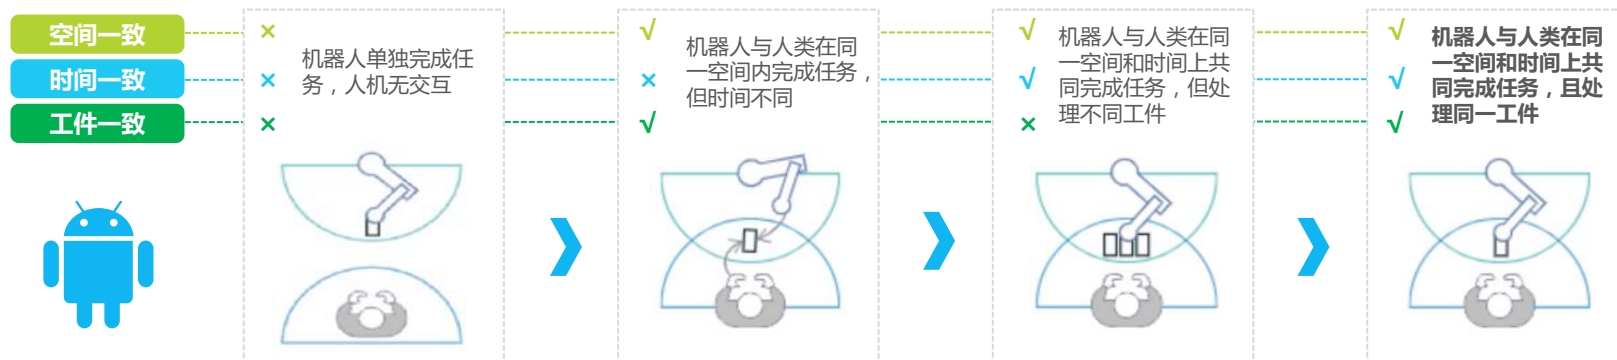 空间一致
时间一致
工件一致
×
×
×
机器人单独完成任
务，人机无交互
√
×
√
机器人与人类在同
一空间内完成任务，
但时间不同
√
√
×
机器人与人类在同
一空间和时间上共
同完成任务，但处
理不同工件
√
√
√
机器人与人类在同
一空间和时间上共
同完成任务，且处
理同一工件